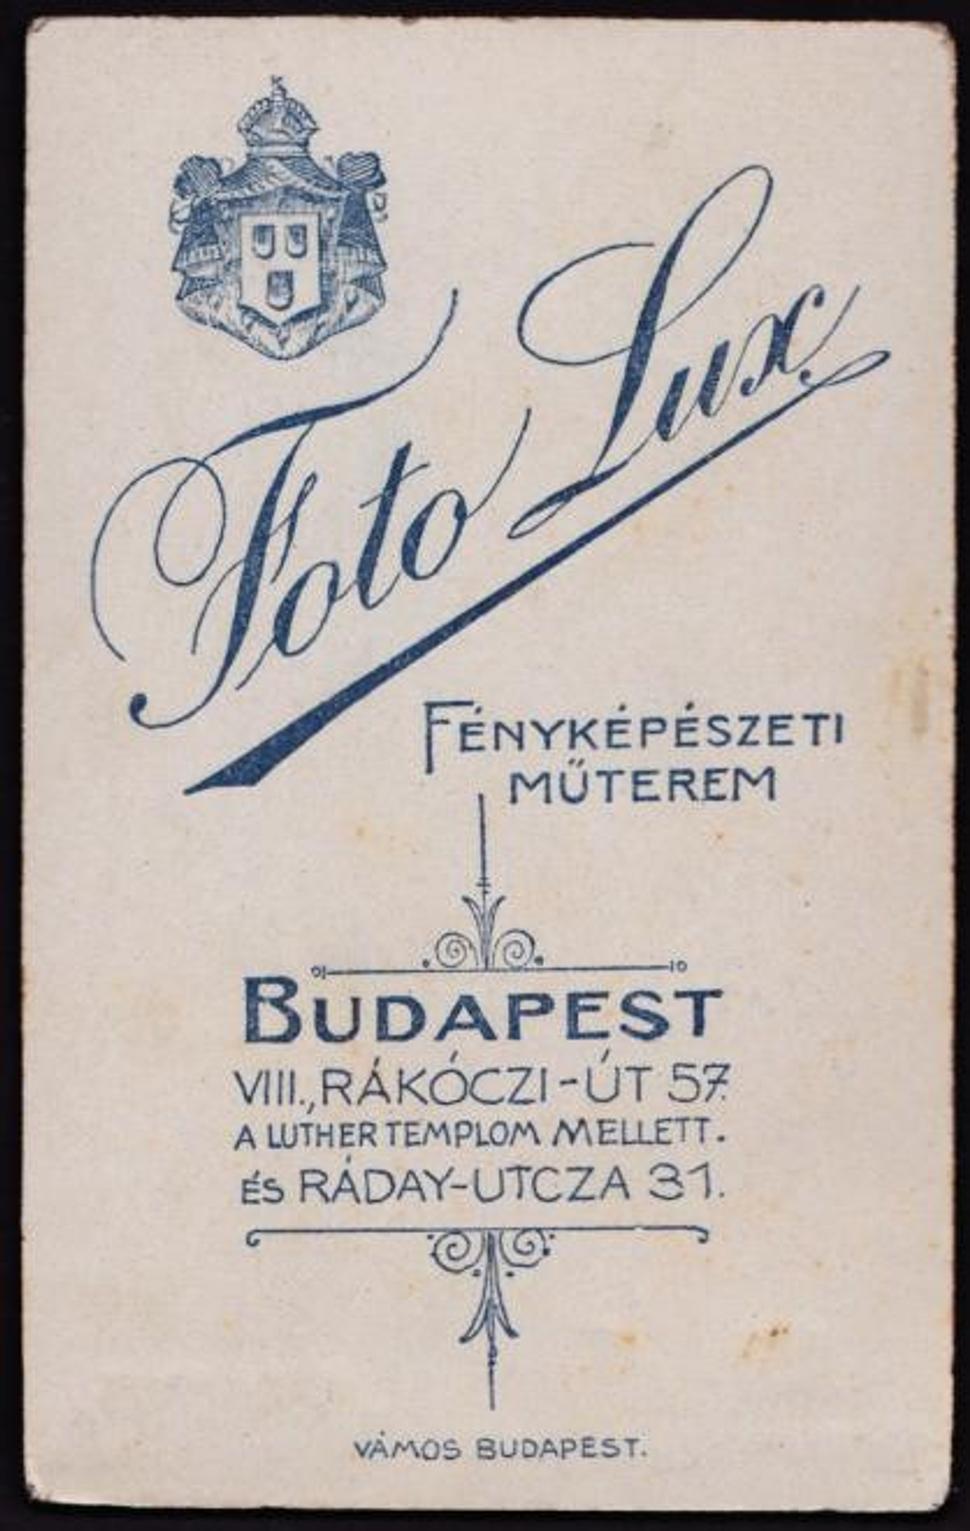 Foto Lux
FÉNYKÉPÉSZETI
MŰTEREM
BUDAPEST
VIII., RÁKÓCZI-ÚT 57.
A LUTHER TEMPLOM MELLETT.
ÉS RÁDAY-UTCZA 31.
VÁMOS BUDAPEST.